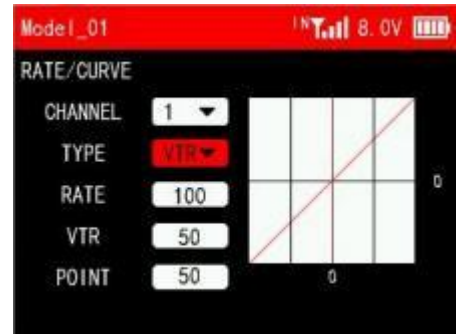 Model_01 IN 8.0V
RATE/CURVE
CHANNEL 1
TYPE VTR
RATE 100
VTR 50
POINT 50
0
0